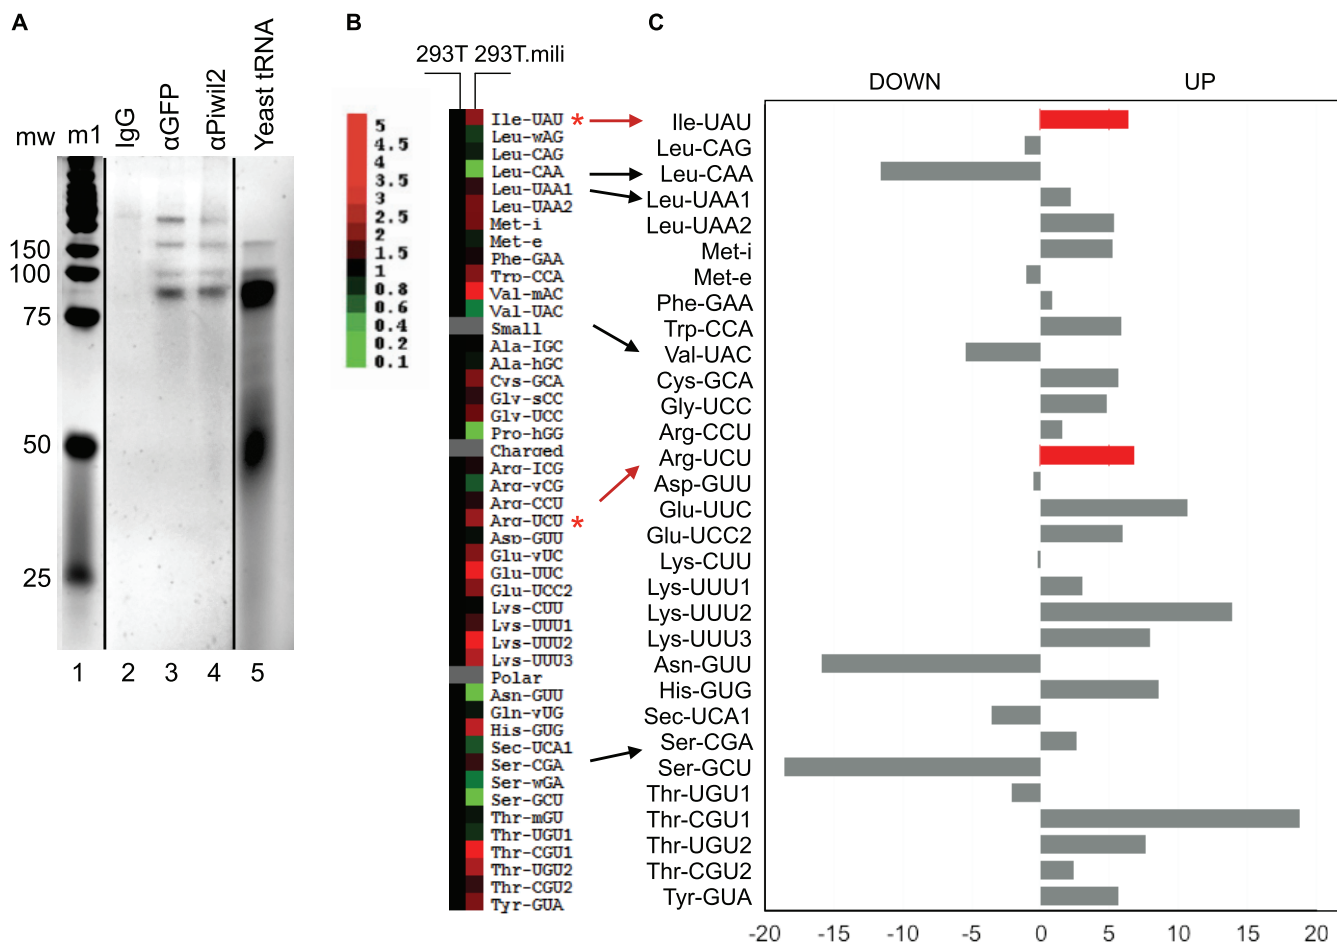 A
mw
m1
IgG
αGFP
αPiwil2
Yeast tRNA
150
100
75
50
25
1
2
3
4
5
B
293T 293T.mili
5
4.5
4
3.5
3
2.5
2
1.5
1
0.8
0.6
0.4
0.2
0.1
Ile-UAU *
Leu-wAG
Leu-CAG
Leu-CAA
Leu-UAA1
Leu-UAA2
Met-i
Met-e
Phe-GAA
Trp-CCA
Val-mAC
Val-UAC
Small
Ala-IGC
Ala-hGC
Cys-GCA
Gly-sCC
Gly-UCC
Pro-hGG
Charged
Arg-ICG
Arg-yCG
Arg-CCU
Arg-UCU *
Asp-GUU
Glu-yUC
Glu-UUC
Glu-UCC2
Lys-CUU
Lys-UUU1
Lys-UUU2
Lys-UUU3
Polar
Asn-GUU
Gln-yUG
His-GUG
Sec-UCA1
Ser-CGA
Ser-wGA
Ser-GCU
Thr-mGU
Thr-UGU1
Thr-CGU1
Thr-UGU2
Thr-CGU2
Tyr-GUA
C
DOWN
UP
Ile-UAU
Leu-CAG
Leu-CAA
Leu-UAA1
Leu-UAA2
Met-i
Met-e
Phe-GAA
Trp-CCA
Val-UAC
Cys-GCA
Gly-UCC
Arg-CCU
Arg-UCU
Asp-GUU
Glu-UUC
Glu-UCC2
Lys-CUU
Lys-UUU1
Lys-UUU2
Lys-UUU3
Asn-GUU
His-GUG
Sec-UCA1
Ser-CGA
Ser-GCU
Thr-UGU1
Thr-CGU1
Thr-UGU2
Thr-CGU2
Tyr-GUA
-20 -15 -10 -5 0 5 10 15 20